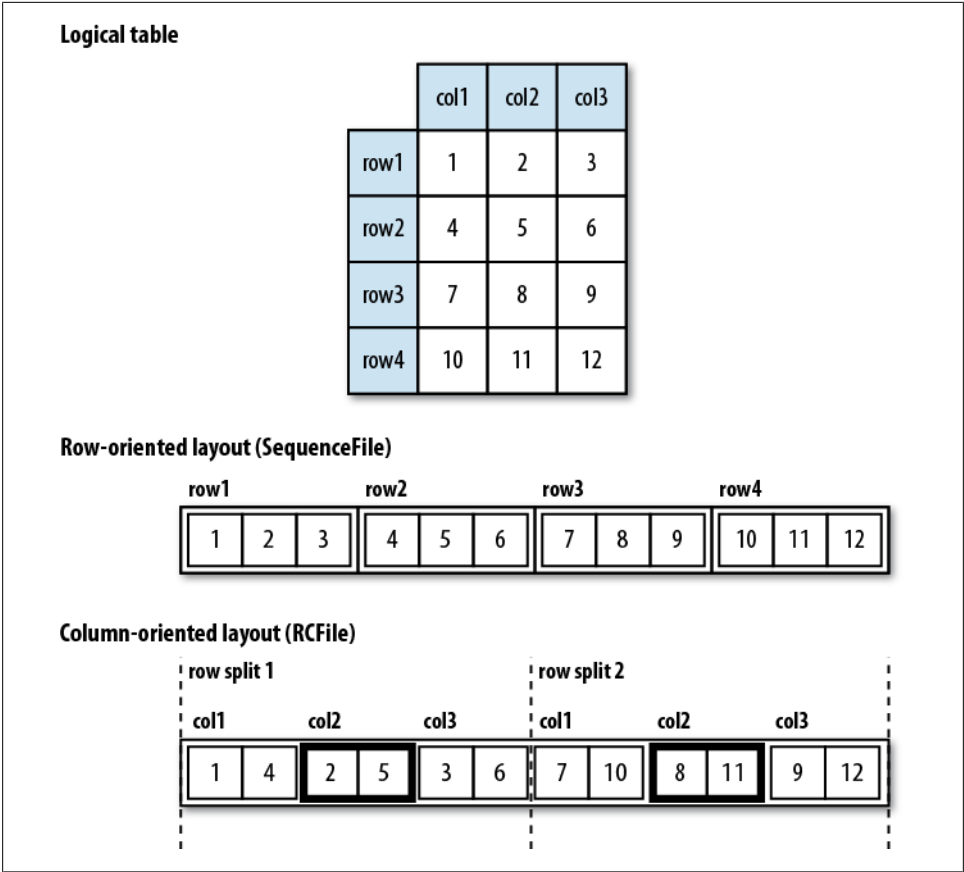 Logical table
col1 col2 col3
row1 1 2 3
row2 4 5 6
row3 7 8 9
row4 10 11 12
Row-oriented layout (SequenceFile)
row1 row2 row3 row4
1 2 3 4 5 6 7 8 9 10 11 12
Column-oriented layout (RCFile)
row split 1 row split 2
col1 col2 col3 col1 col2 col3
1 4 2 5 3 6 7 10 8 11 9 12